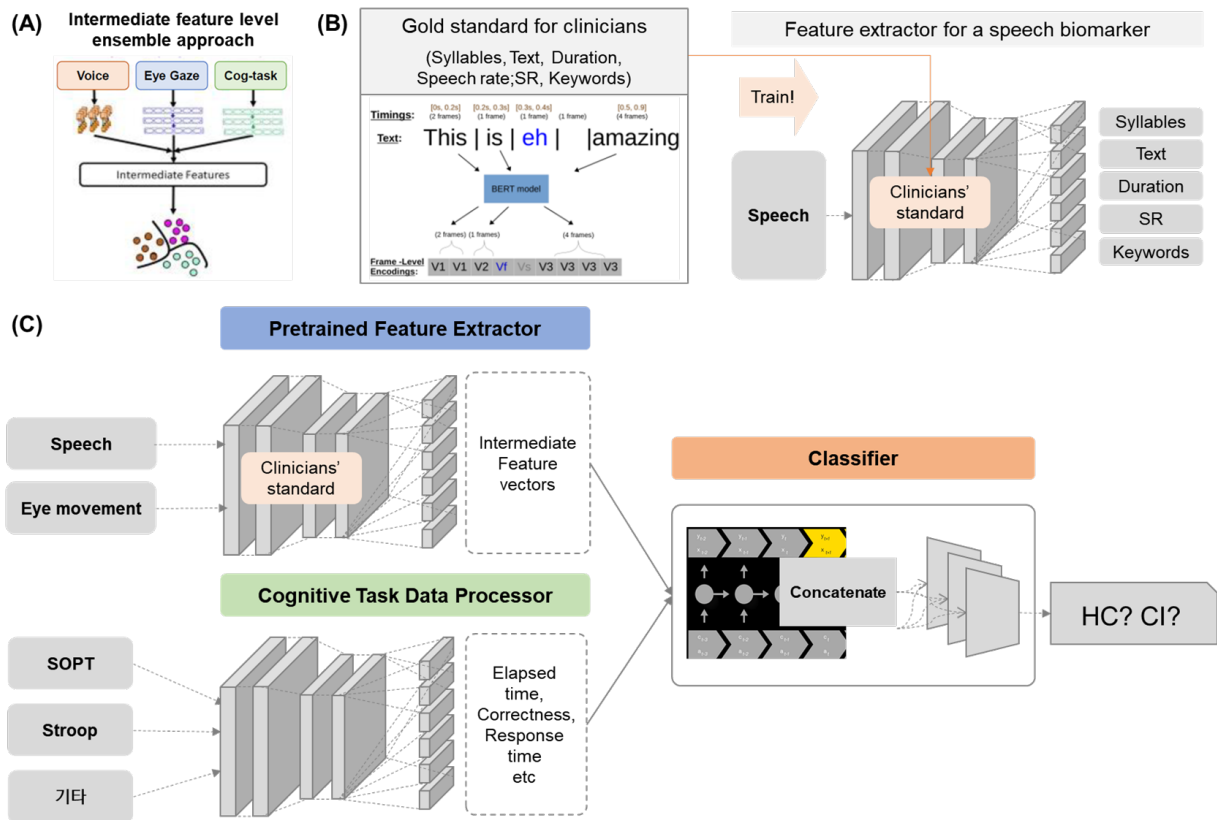 (A)
Intermediate feature level
ensemble approach
Voice
Eye Gaze
Cog-task
Intermediate Features
(B)
Gold standard for clinicians
(Syllables, Text, Duration,
Speech rate;SR, Keywords)
[0s, 0.2s] [0.2s, 0.3s] [0.3s, 0.4s] [0.5, 0.9]
Timings: (2 frames) (1 frame) (1 frame) (1 frame) (4 frames)
Text: This | is | eh | |amazing
BERT model
(2 frames) (1 frame) (4 frames)
Frame -Level
Encodings: V1 V1 V2 Vf Vs V3 V3 V3 V3
Feature extractor for a speech biomarker
Train!
Speech
Clinicians'
standard
Syllables
Text
Duration
SR
Keywords
(C)
Pretrained Feature Extractor
Speech
Eye movement
Clinicians'
standard
Intermediate
Feature
vectors
Cognitive Task Data Processor
SOPT
Stroop
기타
Elapsed
time,
Correctness,
Response
time
etc
Classifier
Concatenate
HC? CI?